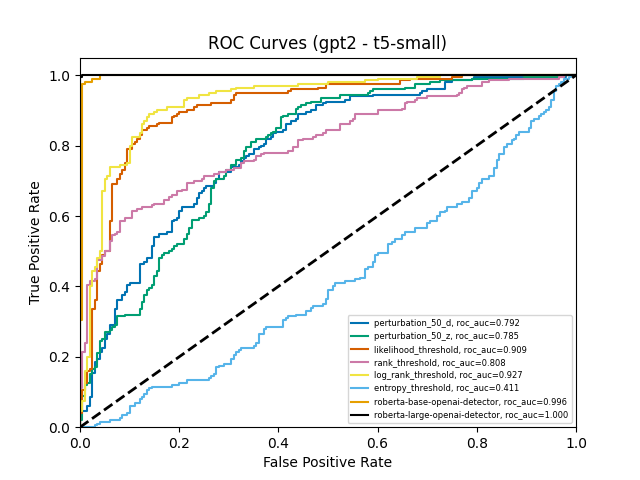 ROC Curves (gpt2 - t5-small)
True Positive Rate
1.0
0.8
0.6
0.4
0.2
0.0
perturbation_50_d, roc_auc=0.792
perturbation_50_z, roc_auc=0.785
likelihood_threshold, roc_auc=0.909
rank_threshold, roc_auc=0.808
log_rank_threshold, roc_auc=0.927
entropy_threshold, roc_auc=0.411
roberta-base-openai-detector, roc_auc=0.996
roberta-large-openai-detector, roc_auc=1.000
0.0 0.2 0.4 0.6 0.8 1.0
False Positive Rate